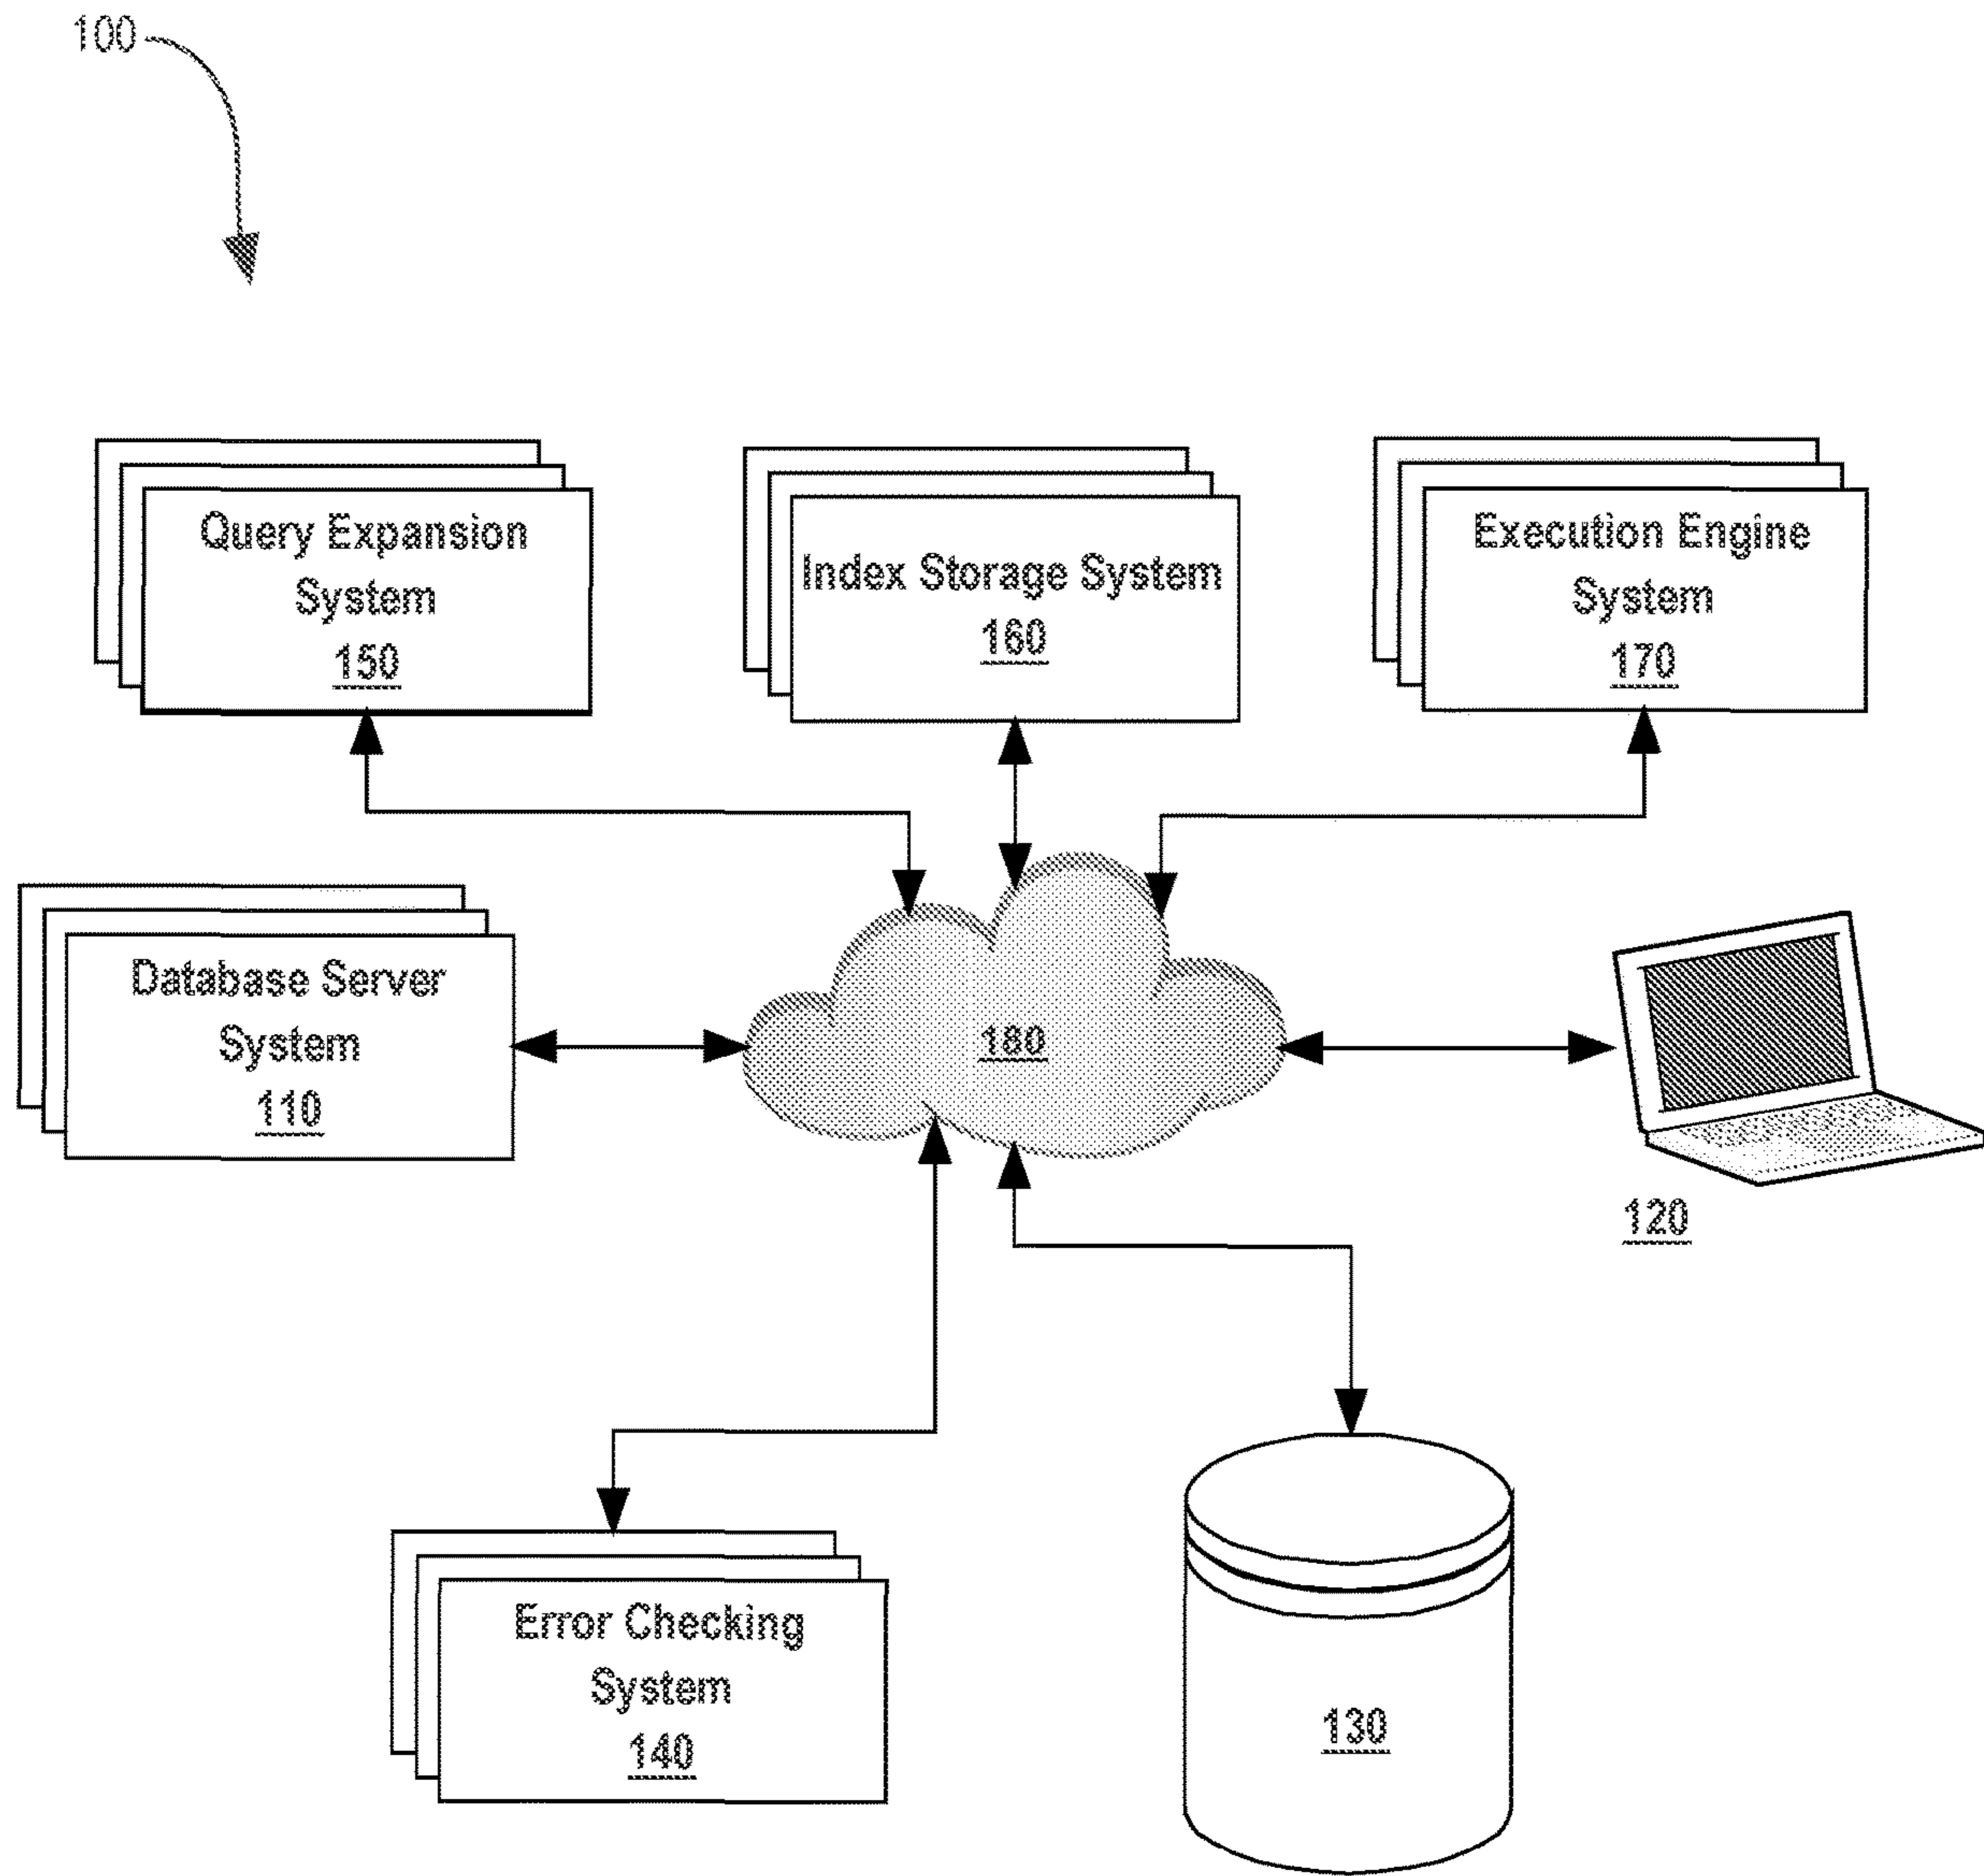 100
Query Expansion
System
150
Index Storage System
160
Execution Engine
System
170
Database Server
System
110
180
120
Error Checking
System
140
130